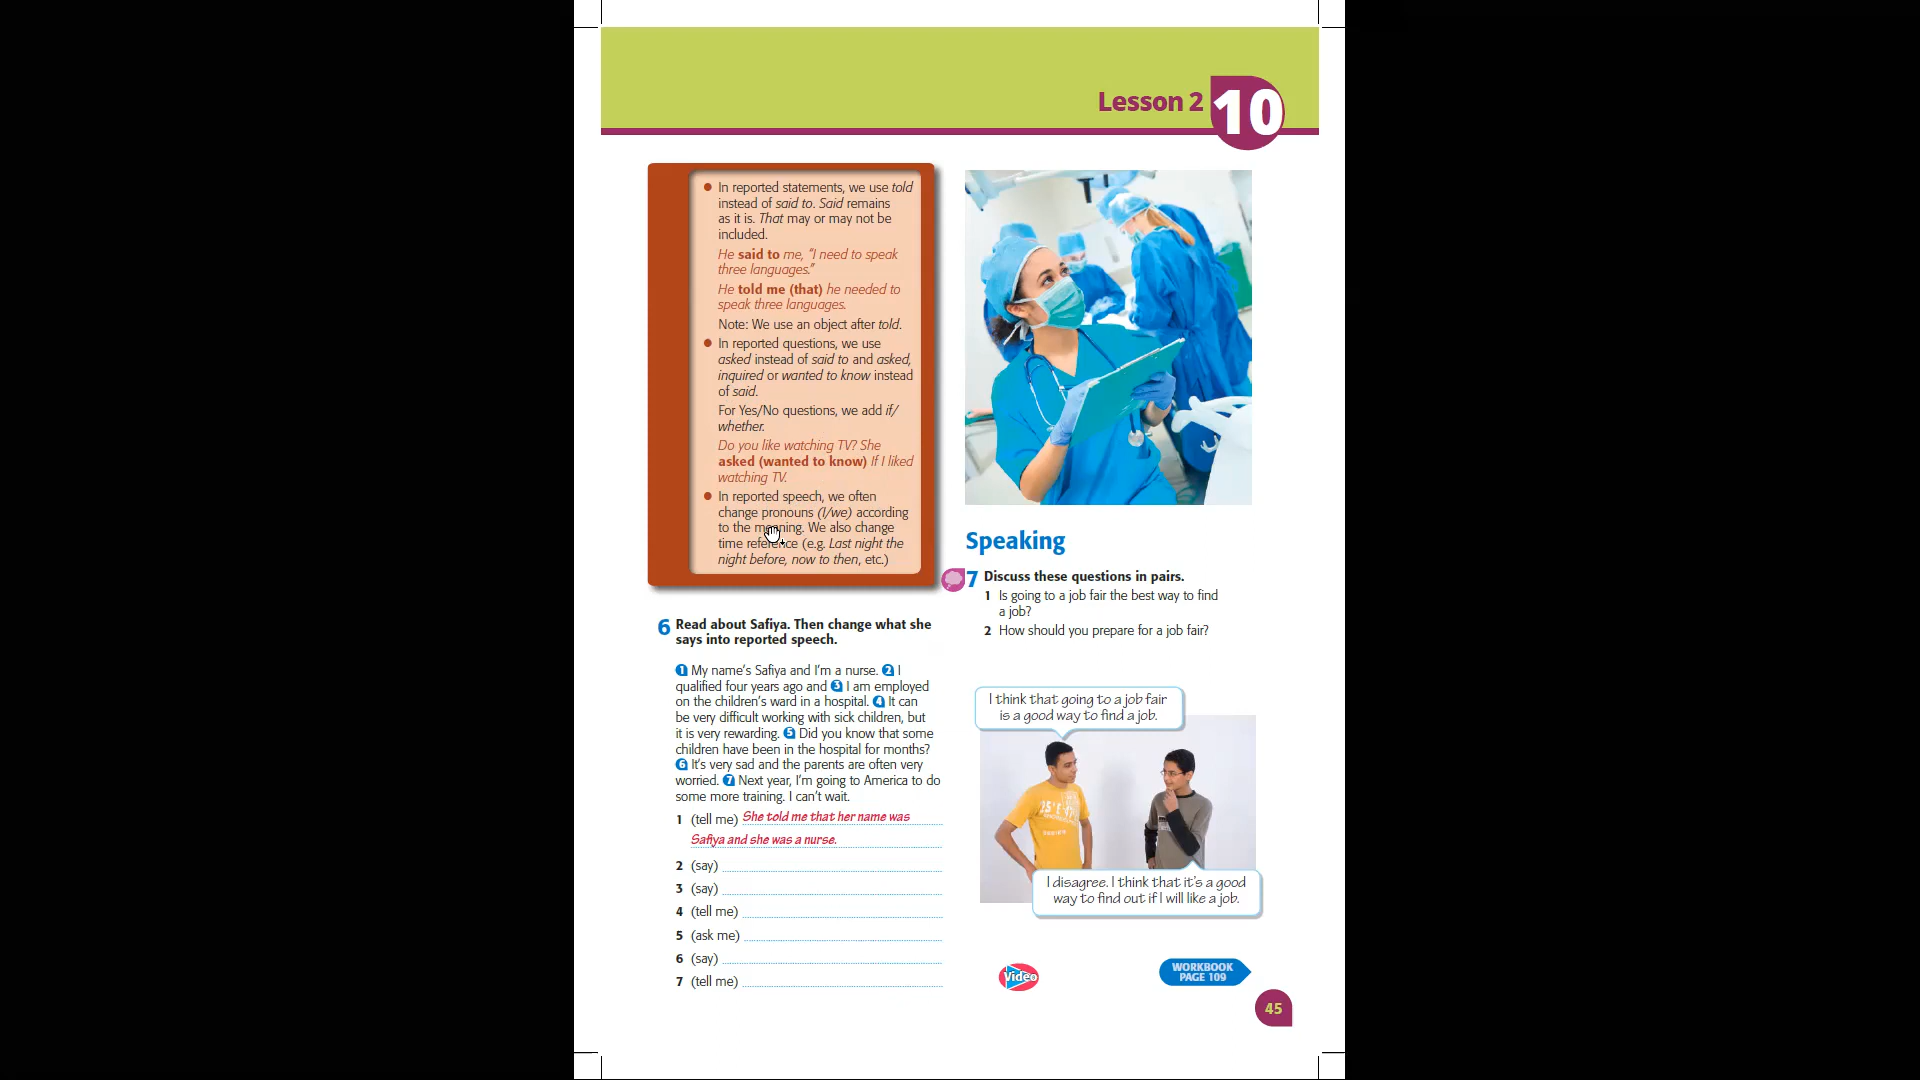 Lesson 2
10
● In reported statements, we use told
instead of said to. Said remains
as it is. That may or may not be
included.
He said to me, “I need to speak
three languages.”
He told me (that) he needed to
speak three languages.
Note: We use an object after told.
● In reported questions, we use
asked instead of said to and asked,
inquired or wanted to know instead
of said.
For Yes/No questions, we add if/
whether.
Do you like watching TV? She
asked (wanted to know) If I liked
watching TV.
● In reported speech, we often
change pronouns (I/we) according
to the meaning. We also change
time reference (e.g. Last night the
night before, now to then, etc.)
6 Read about Safiya. Then change what she
says into reported speech.
1 My name’s Safiya and I’m a nurse. 2 I
qualified four years ago and 3 I am employed
on the children’s ward in a hospital. 4 It can
be very difficult working with sick children, but
it is very rewarding. 5 Did you know that some
children have been in the hospital for months?
6 It’s very sad and the parents are often very
worried. 7 Next year, I’m going to America to do
some more training. I can’t wait.
1 (tell me) She told me that her name was
Safiya and she was a nurse.
2 (say)
3 (say)
4 (tell me)
5 (ask me)
6 (say)
7 (tell me)
Speaking
7 Discuss these questions in pairs.
1 Is going to a job fair the best way to find
a job?
2 How should you prepare for a job fair?
I think that going to a job fair
is a good way to find a job.
I disagree. I think that it’s a good
way to find out if I will like a job.
Video
WORKBOOK
PAGE 109
45